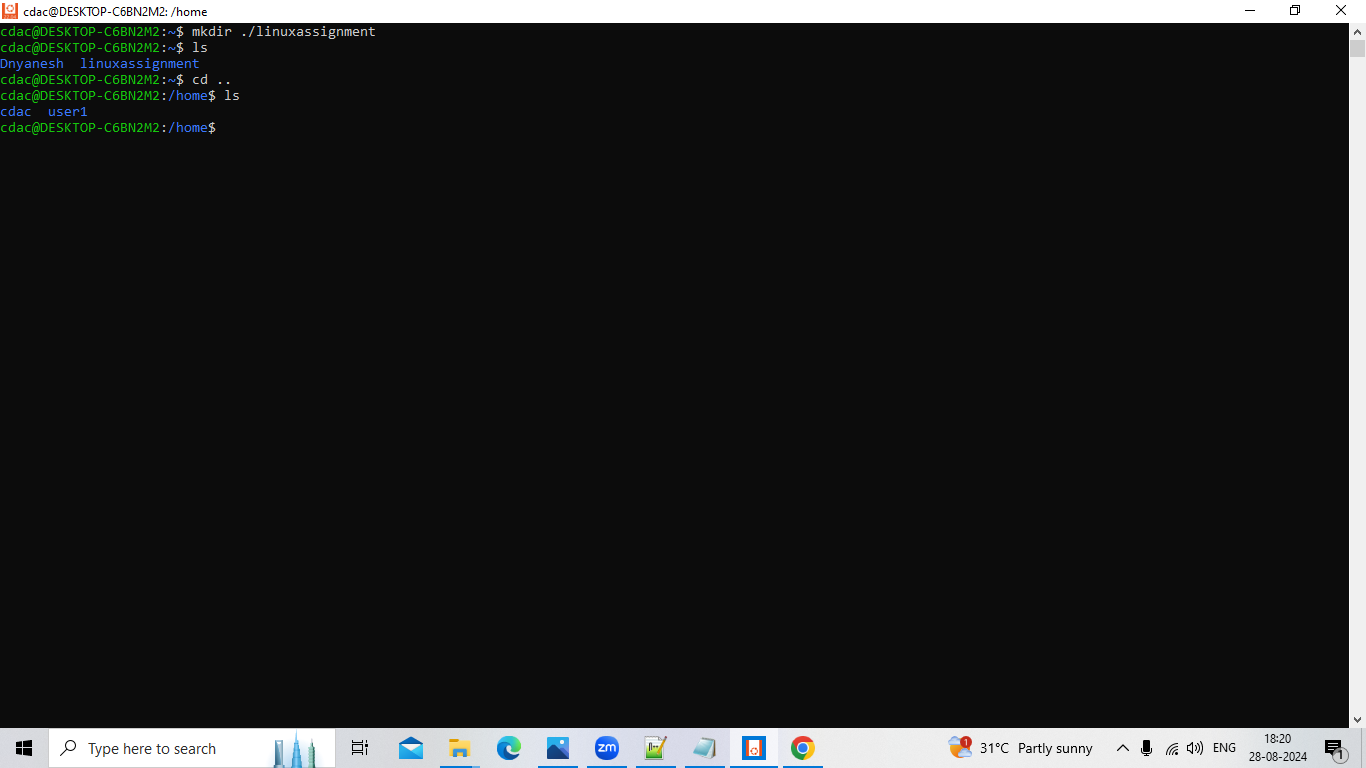 cdac@DESKTOP-C6BN2M2: /home
cdac@DESKTOP-C6BN2M2:~$ mkdir ./linuxassignment
cdac@DESKTOP-C6BN2M2:~$ ls
Dnyanesh  linuxassignment
cdac@DESKTOP-C6BN2M2:~$ cd ..
cdac@DESKTOP-C6BN2M2:/home$ ls
cdac  user1
cdac@DESKTOP-C6BN2M2:/home$
Type here to search
zm
1
31°C Partly sunny
ENG
18:20
28-08-2024
1